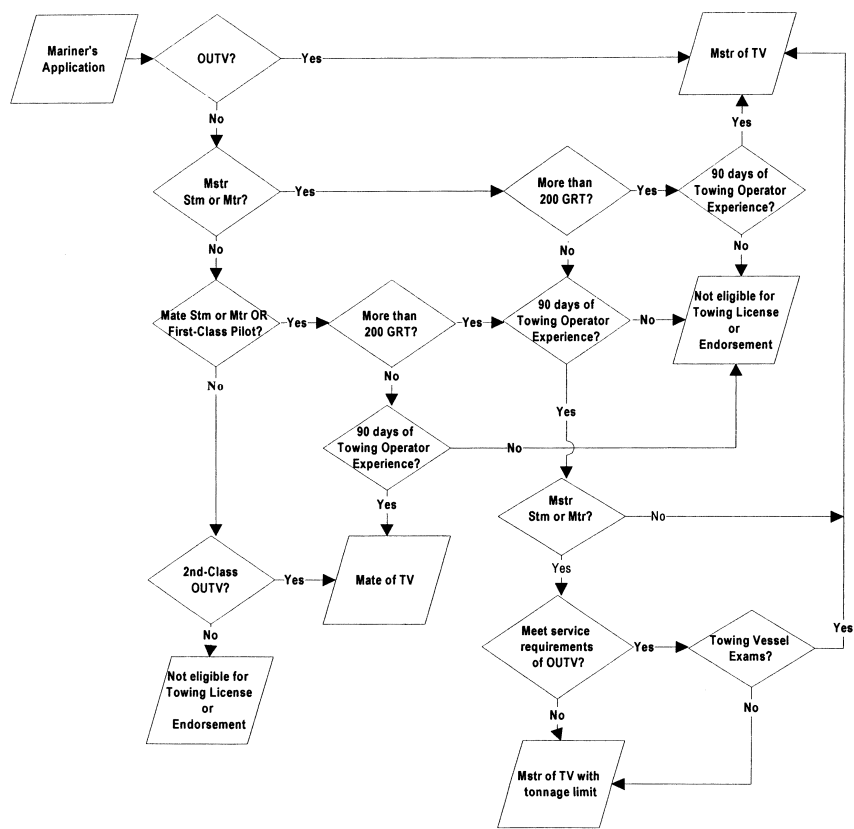 Mariner's
Application
OUTV?
Yes
Mstr of TV
No
Yes
Mstr
Stm or Mtr?
Yes
More than
200 GRT?
Yes
90 days of
Towing Operator
Experience?
No
No
No
Mate Stm or Mtr OR
First-Class Pilot?
Yes
More than
200 GRT?
Yes
90 days of
Towing Operator
Experience?
No
Not eligible for
Towing License
or
Endorsement
No
No
Yes
90 days of
Towing Operator
Experience?
No
Yes
Mstr
Stm or Mtr?
No
2nd-Class
OUTV?
Yes
Mate of TV
Yes
No
Meet service
requirements
of OUTV?
Yes
Towing Vessel
Exams?
Yes
Not eligible for
Towing License
or
Endorsement
No
No
Mstr of TV with
tonnage limit